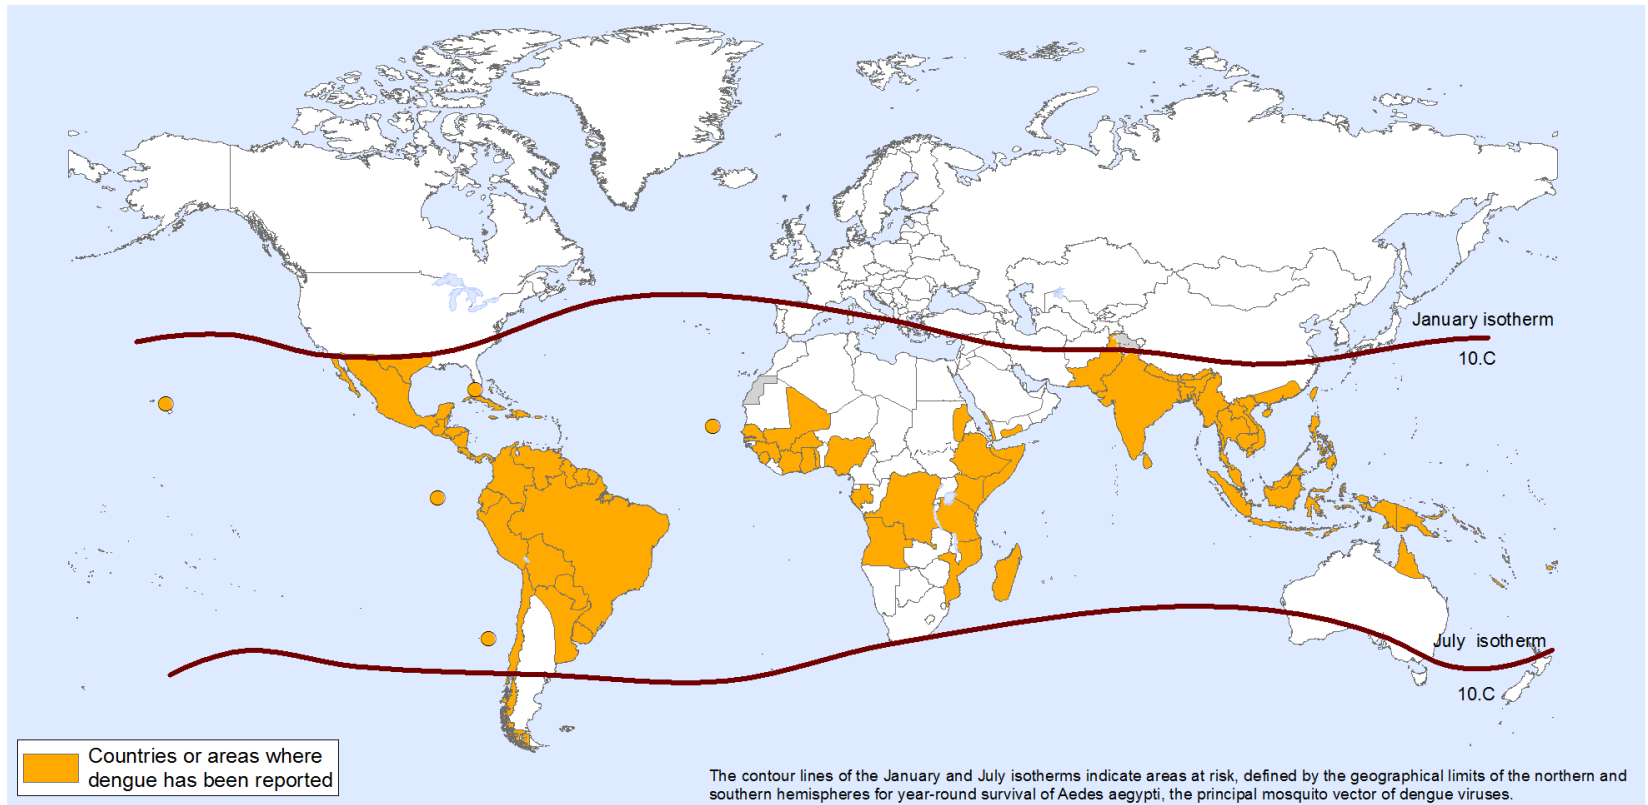 January isotherm
10.C
July isotherm
10.C
Countries or areas where
dengue has been reported
The contour lines of the January and July isotherms indicate areas at risk, defined by the geographical limits of the northern and
southern hemispheres for year-round survival of Aedes aegypti, the principal mosquito vector of dengue viruses.